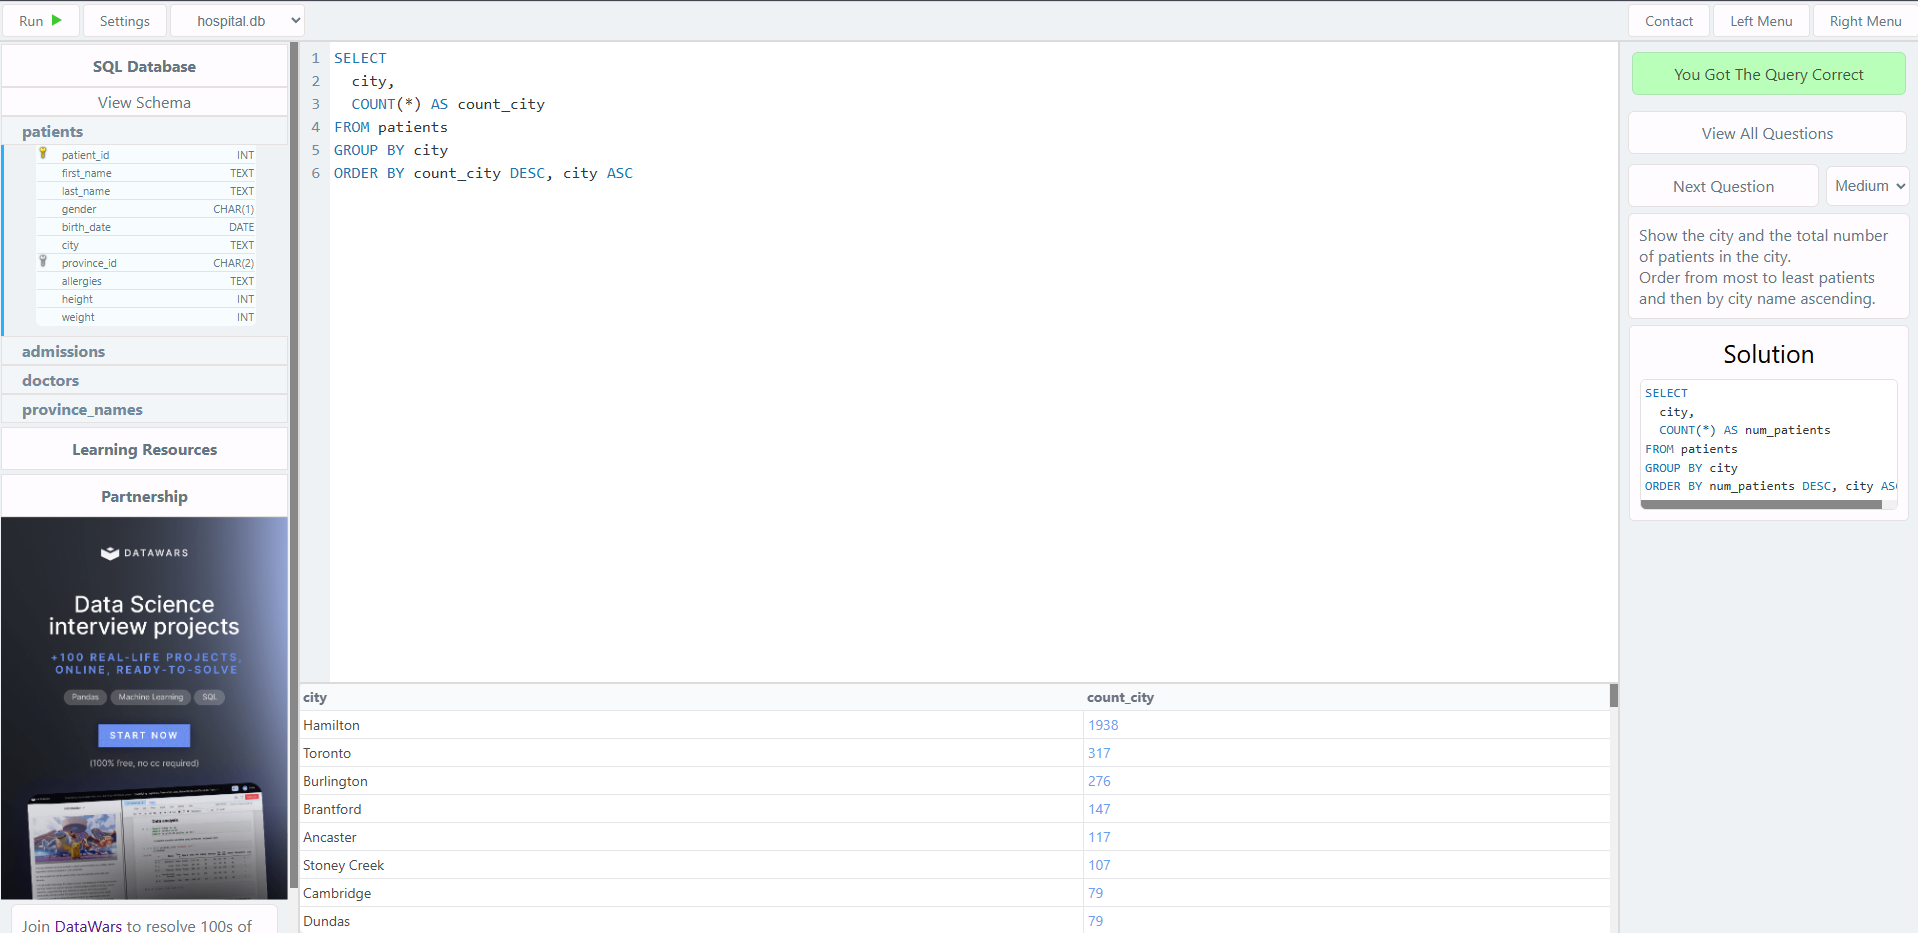 Run
Settings
hospital.db
Contact
Left Menu
Right Menu
SQL Database
View Schema
patients
patient_id INT
first_name TEXT
last_name TEXT
gender CHAR(1)
birth_date DATE
city TEXT
province_id CHAR(2)
allergies TEXT
height INT
weight INT
admissions
doctors
province_names
Learning Resources
Partnership
DATAWARS
Data Science
interview projects
+100 REAL-LIFE PROJECTS,
ONLINE, READY-TO-SOLVE
Pandas Machine Learning SQL
START NOW
(100% free, no cc required)
Join DataWars to resolve 100s of
1 SELECT
2 city,
3 COUNT(*) AS count_city
4 FROM patients
5 GROUP BY city
6 ORDER BY count_city DESC, city ASC
city count_city
Hamilton 1938
Toronto 317
Burlington 276
Brantford 147
Ancaster 117
Stoney Creek 107
Cambridge 79
Dundas 79
You Got The Query Correct
View All Questions
Next Question
Medium
Show the city and the total number
of patients in the city.
Order from most to least patients
and then by city name ascending.
Solution
SELECT
city,
COUNT(*) AS num_patients
FROM patients
GROUP BY city
ORDER BY num_patients DESC, city AS